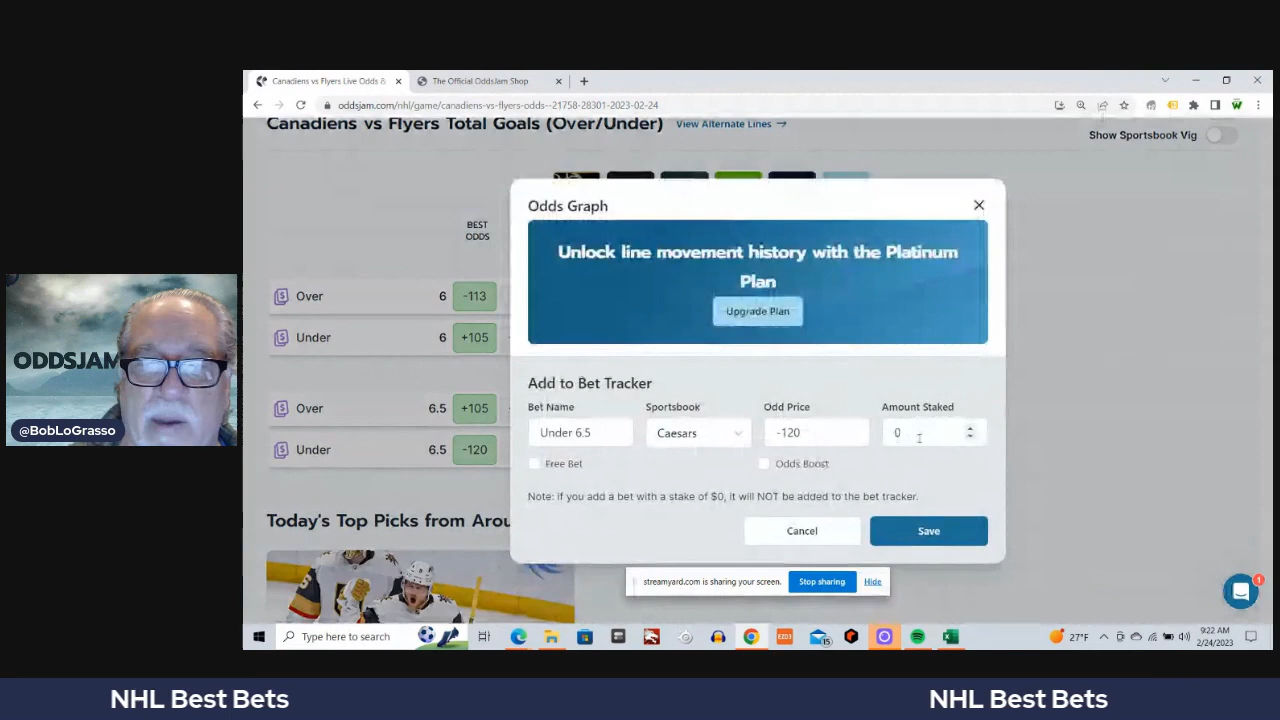 Canadiens vs Flyers Live Odds &
The Official OddsJam Shop
oddsjam.com/nhl/game/canadiens-vs-flyers-odds--21758-28301-2023-02-24
Canadiens vs Flyers Total Goals (Over/Under)
View Alternate Lines →
Show Sportsbook Vig
BEST
ODDS
Over 6 -113
Under 6 +105
Over 6.5 +105
Under 6.5 -120
Today's Top Picks from Arou
Odds Graph
Unlock line movement history with the Platinum
Plan
Upgrade Plan
Add to Bet Tracker
Bet Name Sportsbook Odd Price Amount Staked
Under 6.5 Caesars -120 0
Free Bet Odds Boost
Note: if you add a bet with a stake of $0, it will NOT be added to the bet tracker.
Cancel Save
streamyard.com is sharing your screen. Stop sharing Hide
1
ODDSJAM
@BobLoGrasso
Type here to search
EZD3
15
27°F
9:22 AM
2/24/2023
NHL Best Bets
NHL Best Bets